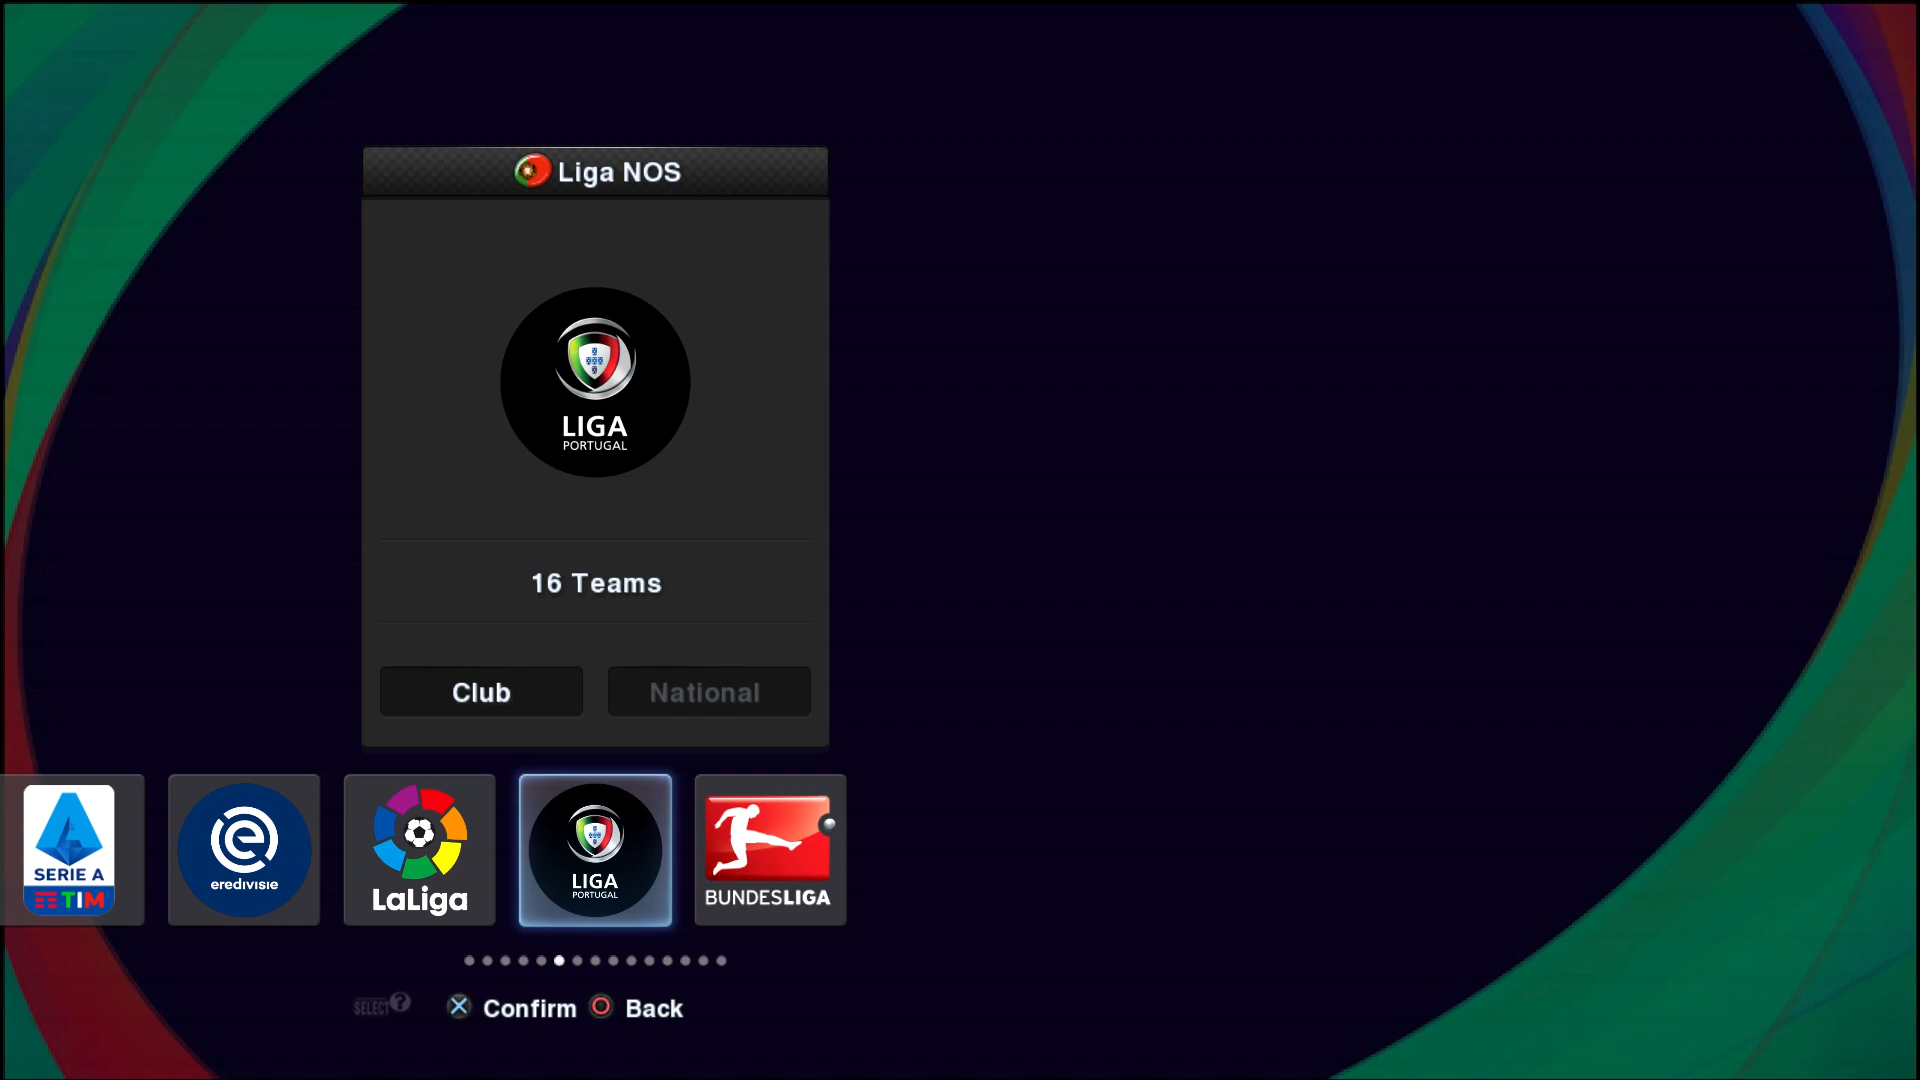 Liga NOS
LIGA
PORTUGAL
16 Teams
Club
National
SERIE A
TIM
eredivisie
LaLiga
LIGA
PORTUGAL
BUNDESLIGA
SELECT ?
Confirm
Back